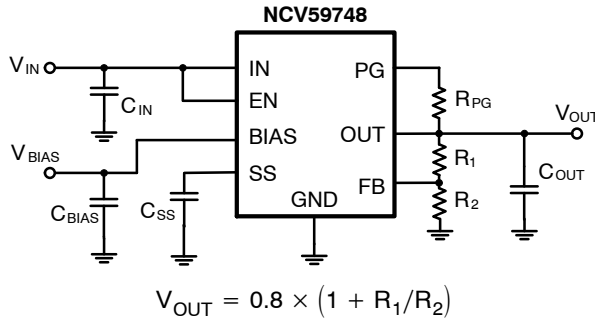 NCV59748
V_IN
IN
PG
C_IN
EN
R_PG
V_OUT
V_BIAS
BIAS
OUT
R_1
C_OUT
SS
FB
C_BIAS
C_SS
GND
R_2
V_OUT = 0.8 × (1 + R_1/R_2)